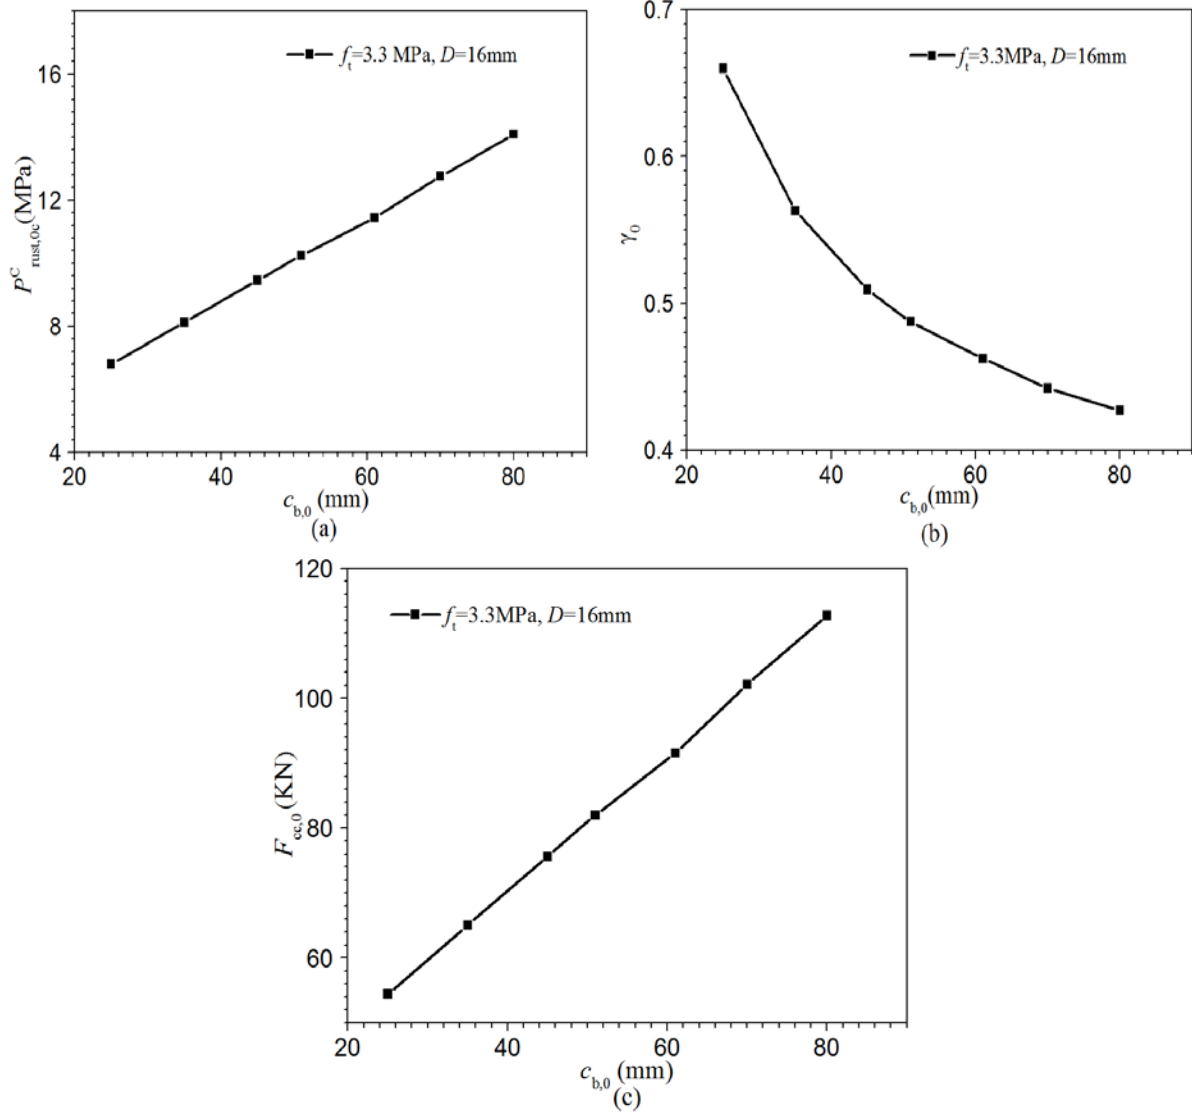 16
12
8
4
20
40
60
80
P^C_rust,0c(MPa)
f_t=3.3 MPa, D=16mm
c_b,0 (mm)
(a)
0.7
0.6
0.5
0.4
20
40
60
80
γ_0
f_t=3.3MPa, D=16mm
c_b,0(mm)
(b)
120
100
80
60
20
40
60
80
F_cc,0 (KN)
f_t=3.3MPa, D=16mm
c_b,0 (mm)
(c)